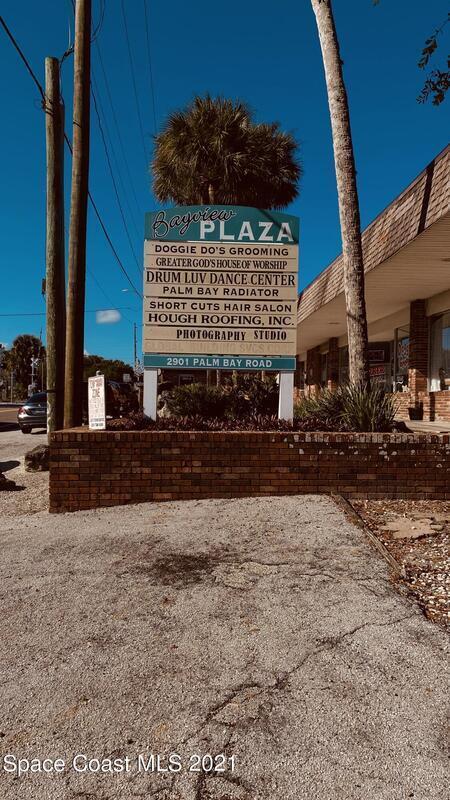 Bayview
PLAZA
DOGGIE DO'S GROOMING
GREATER GOD'S HOUSE OF WORSHIP
DRUM LUV DANCE CENTER
PALM BAY RADIATOR
SHORT CUTS HAIR SALON
HOUGH ROOFING, INC.
PHOTOGRAPHY STUDIO
2901 PALM BAY ROAD
Space Coast MLS 2021